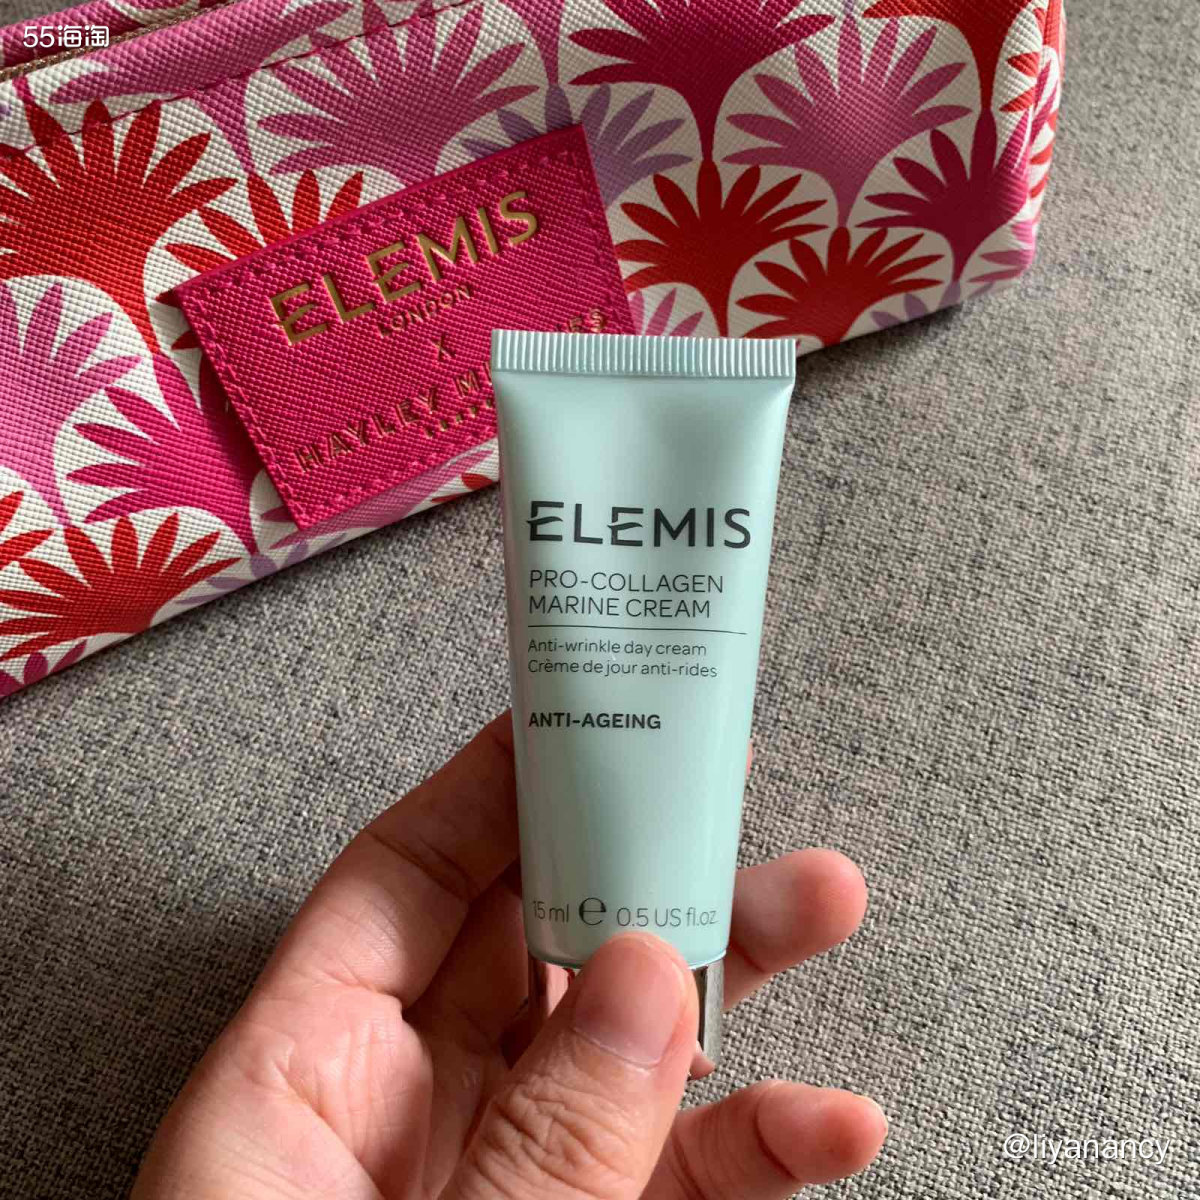 55海淘
ELEMIS
LONDON
X
HAYLEY
ELEMIS
PRO-COLLAGEN
MARINE CREAM
Anti-wrinkle day cream
Crème de jour anti-rides
ANTI-AGEING
15 ml ℮ 0.5 US fl.oz
@liyanancy